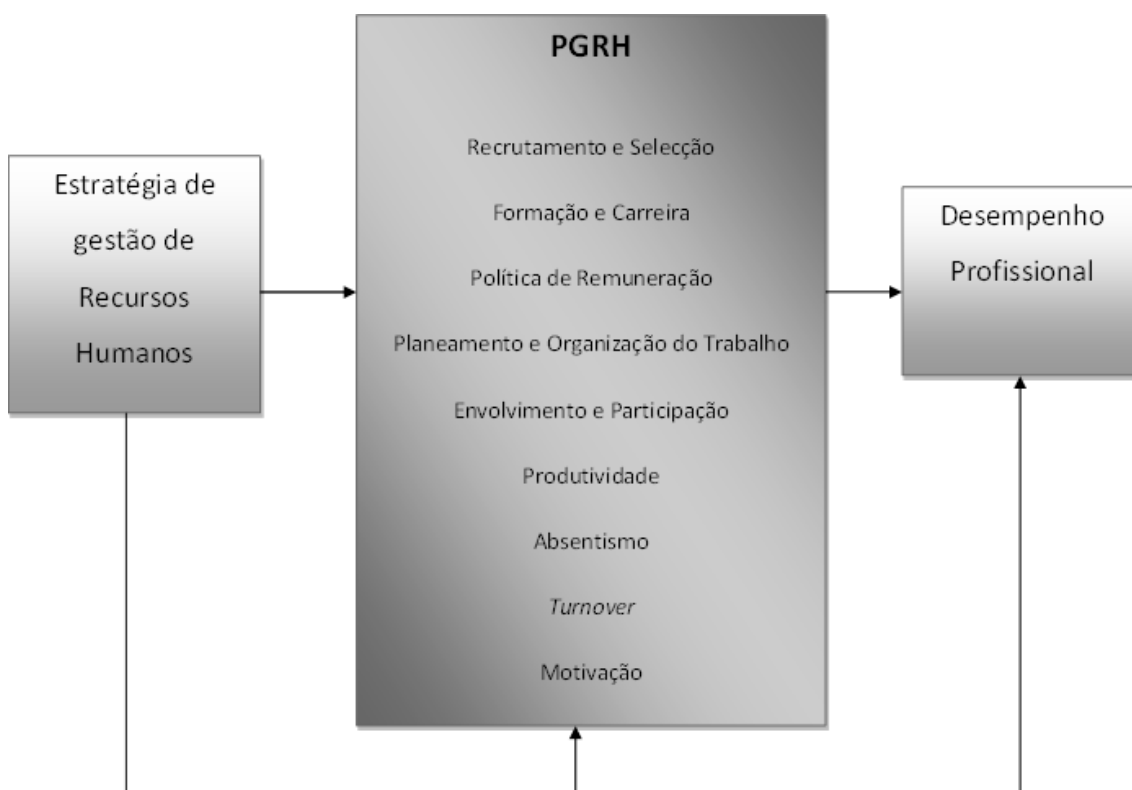 Estratégia de
gestão de
Recursos
Humanos
PGRH
Recrutamento e Selecção
Formação e Carreira
Política de Remuneração
Planeamento e Organização do Trabalho
Envolvimento e Participação
Produtividade
Absentismo
Turnover
Motivação
Desempenho
Profissional